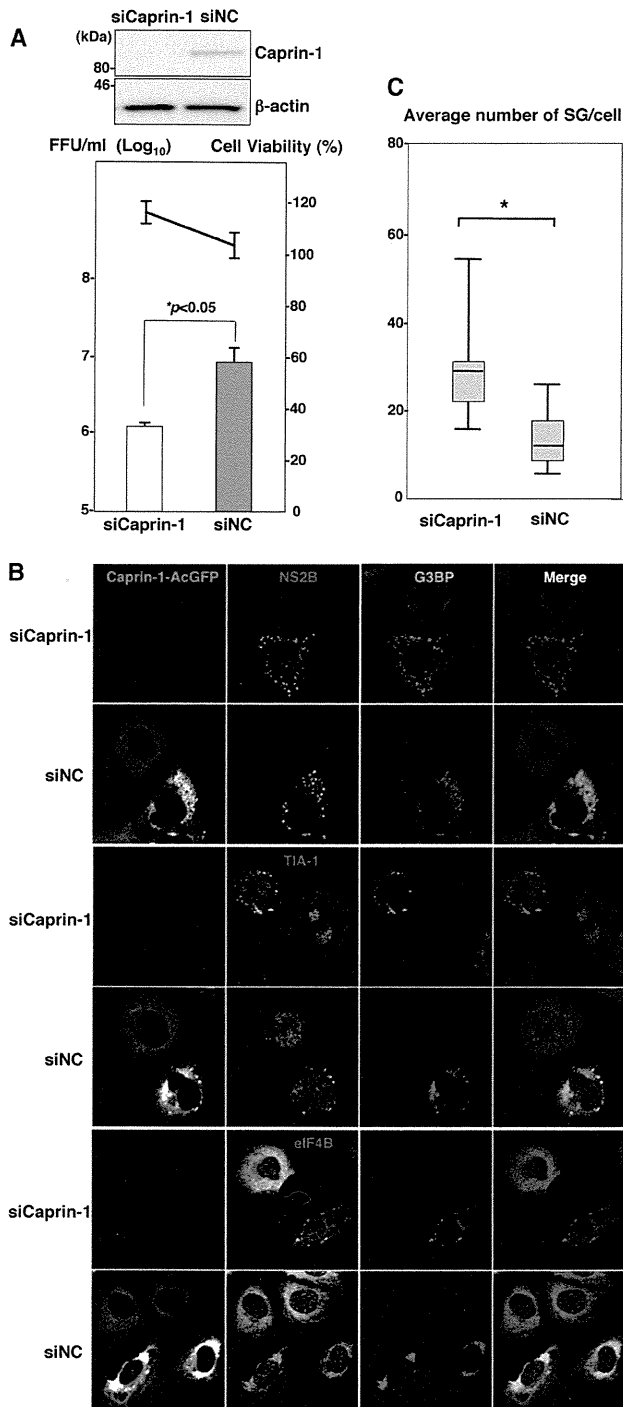 A
siCaprin-1 siNC
(kDa)
80
Caprin-1
46
β-actin
FFU/ml (Log10)
Cell Viability (%)
8
7
6
5
120
100
80
60
40
20
0
*p<0.05
siCaprin-1
siNC
C
Average number of SG/cell
80
60
40
20
0
*
siCaprin-1
siNC
B
Caprin-1-AcGFP
NS2B
G3BP
Merge
siCaprin-1
siNC
TIA-1
siCaprin-1
siNC
eIF4B
siCaprin-1
siNC